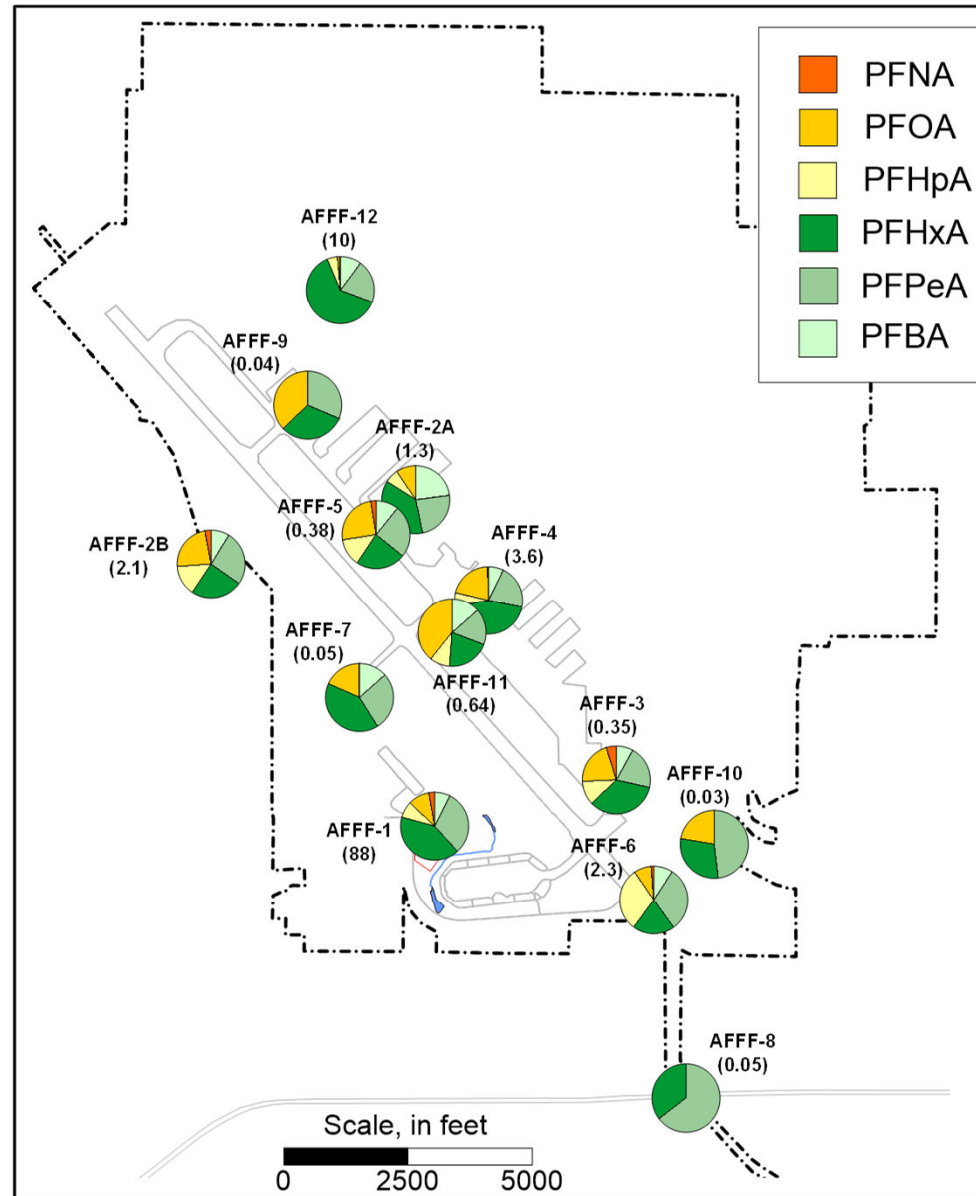 PFNA
PFOA
PFHpA
PFHxA
PFPeA
PFBA
AFFF-12
(10)
AFFF-9
(0.04)
AFFF-2A
(1.3)
AFFF-5
(0.38)
AFFF-4
(3.6)
AFFF-2B
(2.1)
AFFF-7
(0.05)
AFFF-11
(0.64)
AFFF-3
(0.35)
AFFF-10
(0.03)
AFFF-1
(88)
AFFF-6
(2.3)
AFFF-8
(0.05)
Scale, in feet
0 2500 5000